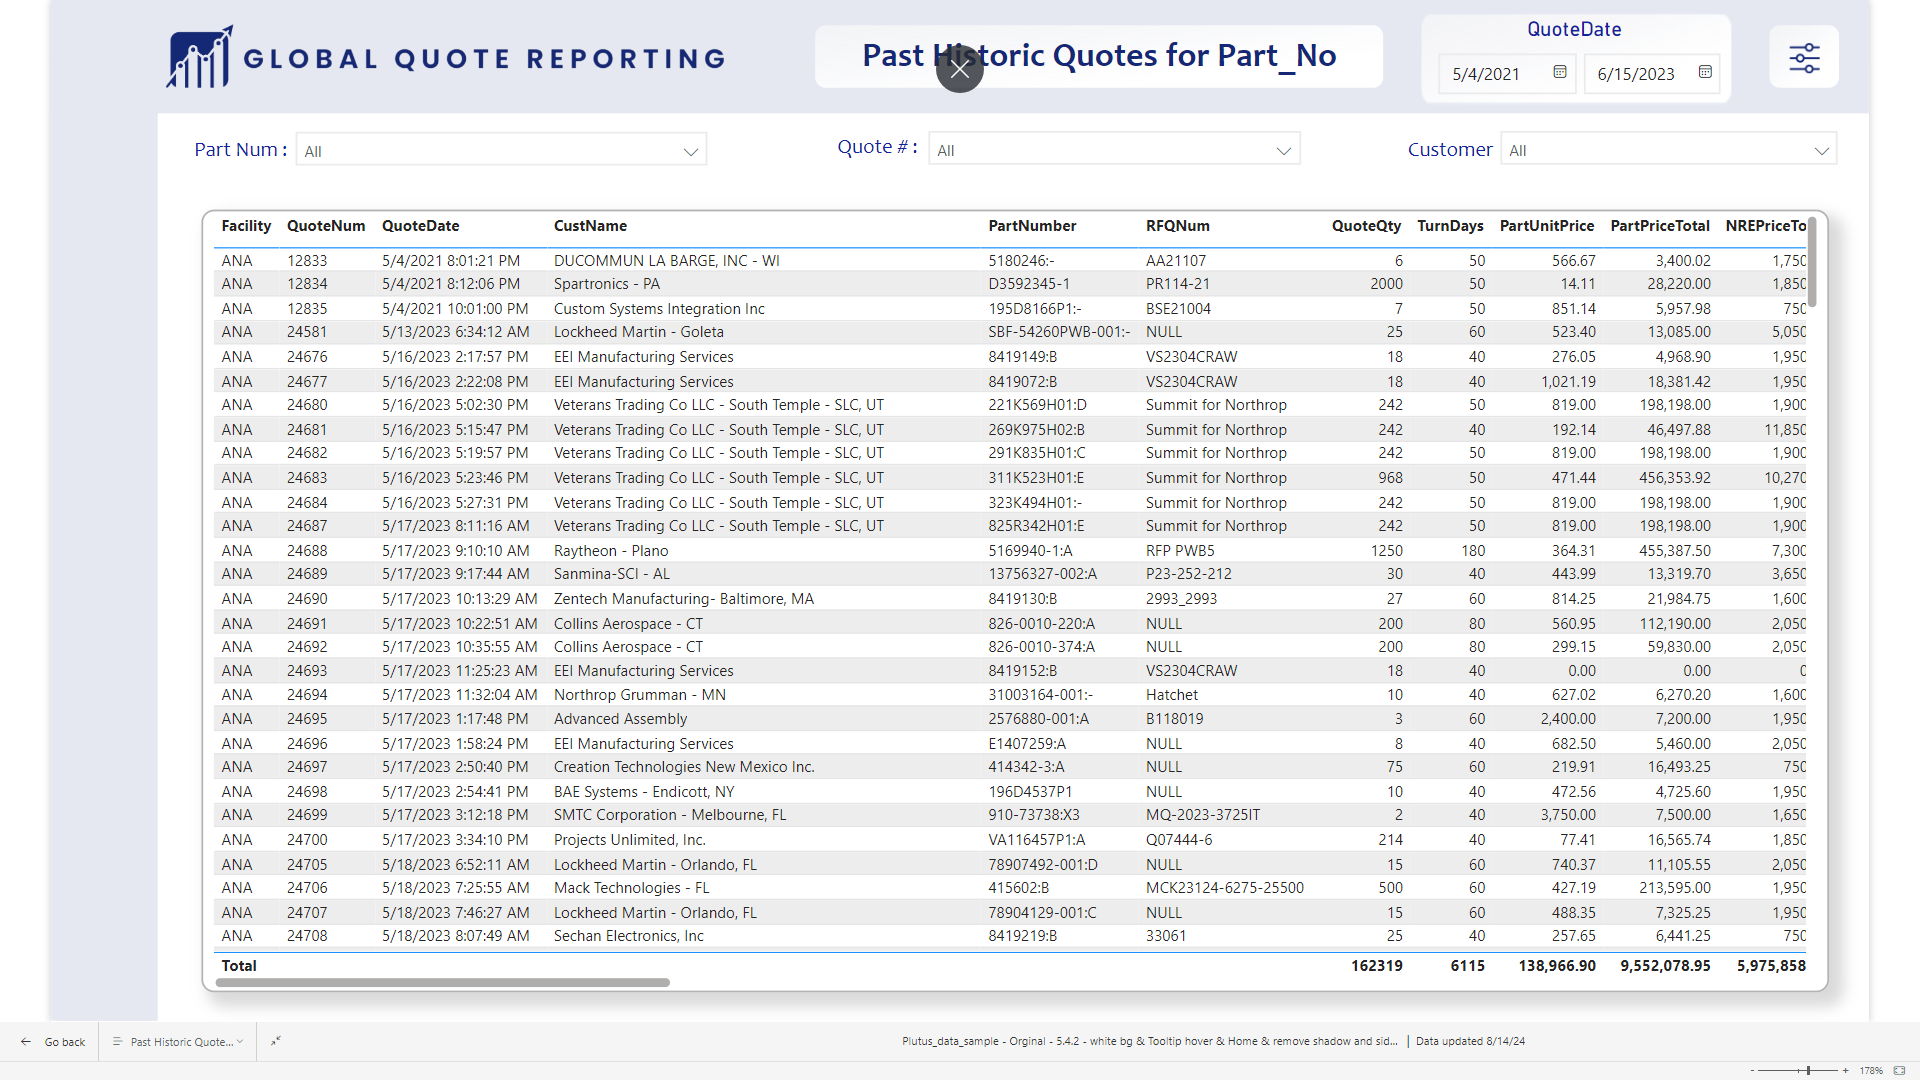 GLOBAL QUOTE REPORTING
Past Historic Quotes for Part_No
QuoteDate
5/4/2021 6/15/2023
Part Num : All Quote # : All Customer All
Facility QuoteNum QuoteDate CustName PartNumber RFQNum QuoteQty TurnDays PartUnitPrice PartPriceTotal NREPriceTo
ANA 12833 5/4/2021 8:01:21 PM DUCOMMUN LA BARGE, INC - WI 5180246:- AA21107 6 50 566.67 3,400.02 1,750
ANA 12834 5/4/2021 8:12:06 PM Spartronics - PA D3592345-1 PR114-21 2000 50 14.11 28,220.00 1,850
ANA 12835 5/4/2021 10:01:00 PM Custom Systems Integration Inc 195D8166P1:- BSE21004 7 50 851.14 5,957.98 750
ANA 24581 5/13/2023 6:34:12 AM Lockheed Martin - Goleta SBF-54260PWB-001:- NULL 25 60 523.40 13,085.00 5,050
ANA 24676 5/16/2023 2:17:57 PM EEI Manufacturing Services 8419149:B VS2304CRAW 18 40 276.05 4,968.90 1,950
ANA 24677 5/16/2023 2:22:08 PM EEI Manufacturing Services 8419072:B VS2304CRAW 18 40 1,021.19 18,381.42 1,950
ANA 24680 5/16/2023 5:02:30 PM Veterans Trading Co LLC - South Temple - SLC, UT 221K569H01:D Summit for Northrop 242 50 819.00 198,198.00 1,900
ANA 24681 5/16/2023 5:15:47 PM Veterans Trading Co LLC - South Temple - SLC, UT 269K975H02:B Summit for Northrop 242 40 192.14 46,497.88 11,850
ANA 24682 5/16/2023 5:19:57 PM Veterans Trading Co LLC - South Temple - SLC, UT 291K835H01:C Summit for Northrop 242 50 819.00 198,198.00 1,900
ANA 24683 5/16/2023 5:23:46 PM Veterans Trading Co LLC - South Temple - SLC, UT 311K523H01:E Summit for Northrop 968 50 471.44 456,353.92 10,270
ANA 24684 5/16/2023 5:27:31 PM Veterans Trading Co LLC - South Temple - SLC, UT 323K494H01:- Summit for Northrop 242 50 819.00 198,198.00 1,900
ANA 24687 5/17/2023 8:11:16 AM Veterans Trading Co LLC - South Temple - SLC, UT 825R342H01:E Summit for Northrop 242 50 819.00 198,198.00 1,900
ANA 24688 5/17/2023 9:10:10 AM Raytheon - Plano 5169940-1:A RFP PWB5 1250 180 364.31 455,387.50 7,300
ANA 24689 5/17/2023 9:17:44 AM Sanmina-SCI - AL 13756327-002:A P23-252-212 30 40 443.99 13,319.70 3,650
ANA 24690 5/17/2023 10:13:29 AM Zentech Manufacturing- Baltimore, MA 8419130:B 2993_2993 27 60 814.25 21,984.75 1,600
ANA 24691 5/17/2023 10:22:51 AM Collins Aerospace - CT 826-0010-220:A NULL 200 80 560.95 112,190.00 2,050
ANA 24692 5/17/2023 10:35:55 AM Collins Aerospace - CT 826-0010-374:A NULL 200 80 299.15 59,830.00 2,050
ANA 24693 5/17/2023 11:25:23 AM EEI Manufacturing Services 8419152:B VS2304CRAW 18 40 0.00 0.00 0
ANA 24694 5/17/2023 11:32:04 AM Northrop Grumman - MN 31003164-001:- Hatchet 10 40 627.02 6,270.20 1,600
ANA 24695 5/17/2023 1:17:48 PM Advanced Assembly 2576880-001:A B118019 3 60 2,400.00 7,200.00 1,950
ANA 24696 5/17/2023 1:58:24 PM EEI Manufacturing Services E1407259:A NULL 8 40 682.50 5,460.00 2,050
ANA 24697 5/17/2023 2:50:40 PM Creation Technologies New Mexico Inc. 414342-3:A NULL 75 60 219.91 16,493.25 750
ANA 24698 5/17/2023 2:54:41 PM BAE Systems - Endicott, NY 196D4537P1 NULL 10 40 472.56 4,725.60 1,950
ANA 24699 5/17/2023 3:12:18 PM SMTC Corporation - Melbourne, FL 910-73738:X3 MQ-2023-3725IT 2 40 3,750.00 7,500.00 1,650
ANA 24700 5/17/2023 3:34:10 PM Projects Unlimited, Inc. VA116457P1:A Q07444-6 214 40 77.41 16,565.74 1,850
ANA 24705 5/18/2023 6:52:11 AM Lockheed Martin - Orlando, FL 78907492-001:D NULL 15 60 740.37 11,105.55 2,050
ANA 24706 5/18/2023 7:25:55 AM Mack Technologies - FL 415602:B MCK23124-6275-25500 500 60 427.19 213,595.00 1,950
ANA 24707 5/18/2023 7:46:27 AM Lockheed Martin - Orlando, FL 78904129-001:C NULL 15 60 488.35 7,325.25 1,950
ANA 24708 5/18/2023 8:07:49 AM Sechan Electronics, Inc 8419219:B 33061 25 40 257.65 6,441.25 750
Total 162319 6115 138,966.90 9,552,078.95 5,975,858
Go back Past Historic Quote... Plutus_data_sample - Orginal - 5.4.2 - white bg & Tooltip hover & Home & remove shadow and sid... | Data updated 8/14/24
- + 178%